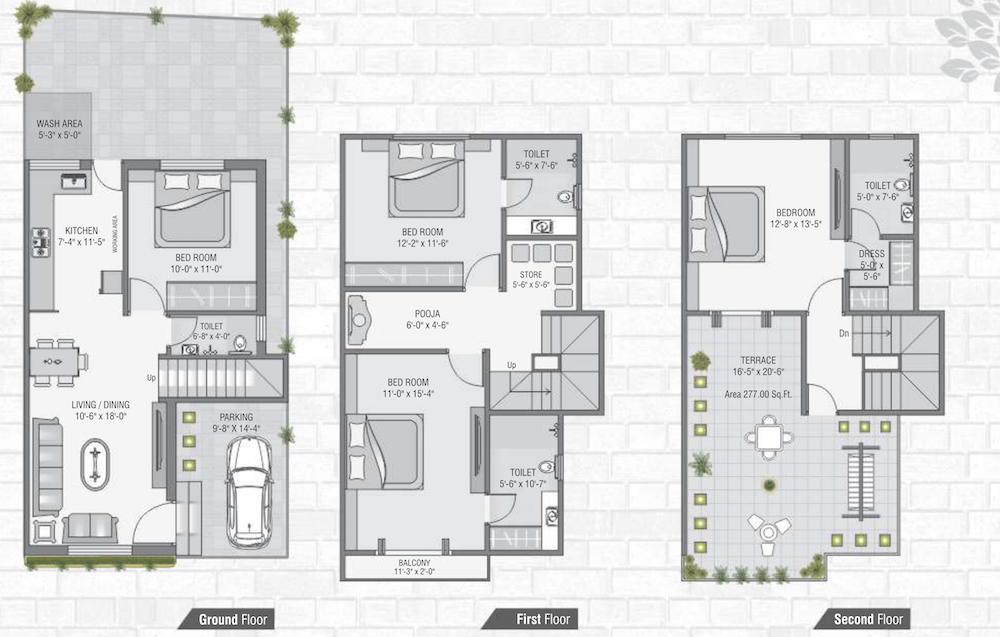 WASH AREA
5'-3" x 5'-0"
KITCHEN
7'-4" x 11'-5"
WORKING AREA
BED ROOM
10'-0" x 11'-0"
TOILET
6'-8" x 4'-0"
Up
LIVING / DINING
10'-6" x 18'-0"
PARKING
9'-8" X 14'-4"
Ground Floor
TOILET
5'-6" x 7'-6"
BED ROOM
12'-2" x 11'-6"
STORE
5'-6" x 5'-6"
POOJA
6'-0" x 4'-6"
Up
BED ROOM
11'-0" x 15'-4"
TOILET
5'-6" x 10'-7"
BALCONY
11'-3" x 2'-0"
First Floor
TOILET
5'-0" x 7'-6"
BEDROOM
12'-8" x 13'-5"
DRESS
5'-0" x
5'-6"
Dn
TERRACE
16'-5" x 20'-6"
Area 277.00 Sq.Ft.
Second Floor